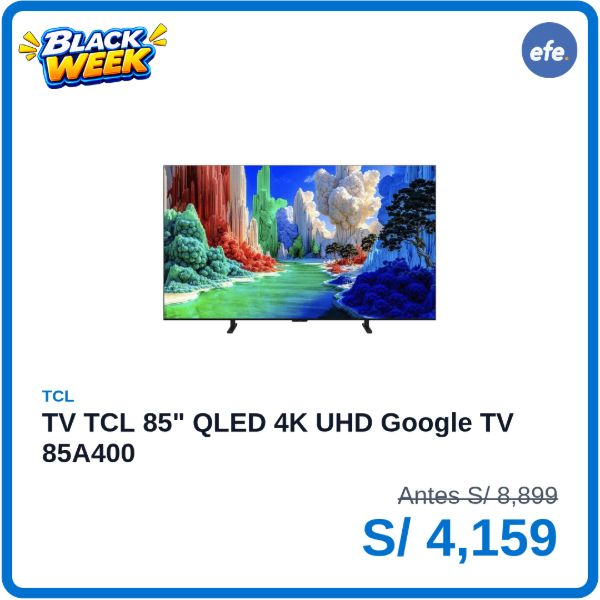 BLACK
WEEK
efe.
TCL
TV TCL 85" QLED 4K UHD Google TV
85A400
Antes S/ 8,899
S/ 4,159